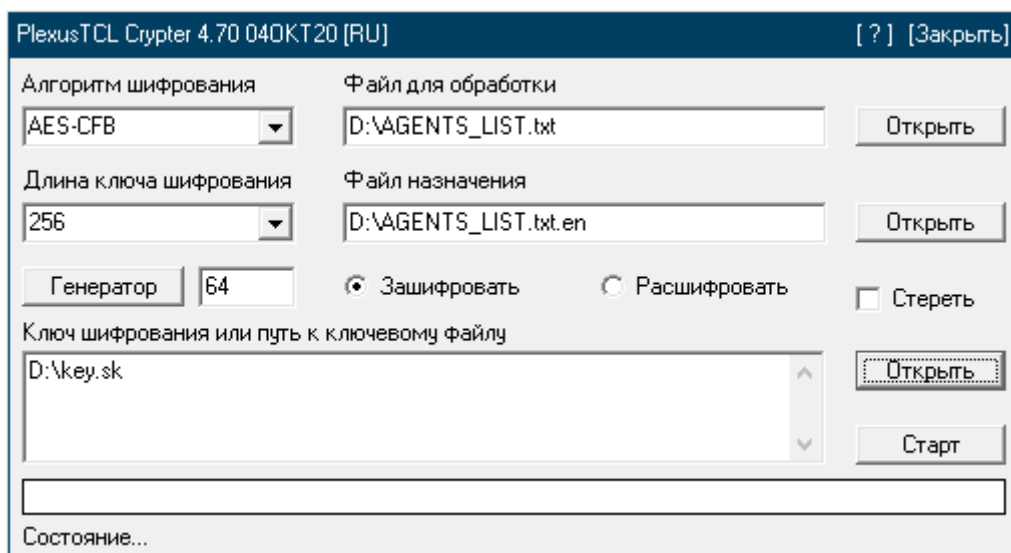 PlexusTCL Crypter 4.70 04OKT20 [RU] [ ? ] [Закрыть]
Алгоритм шифрования Файл для обработки
AES-CFB D:\AGENTS_LIST.txt Открыть
Длина ключа шифрования Файл назначения
256 D:\AGENTS_LIST.txt.en Открыть
Генератор 64 Зашифровать Расшифровать Стереть
Ключ шифрования или путь к ключевому файлу
D:\key.sk Открыть
Старт
Состояние...